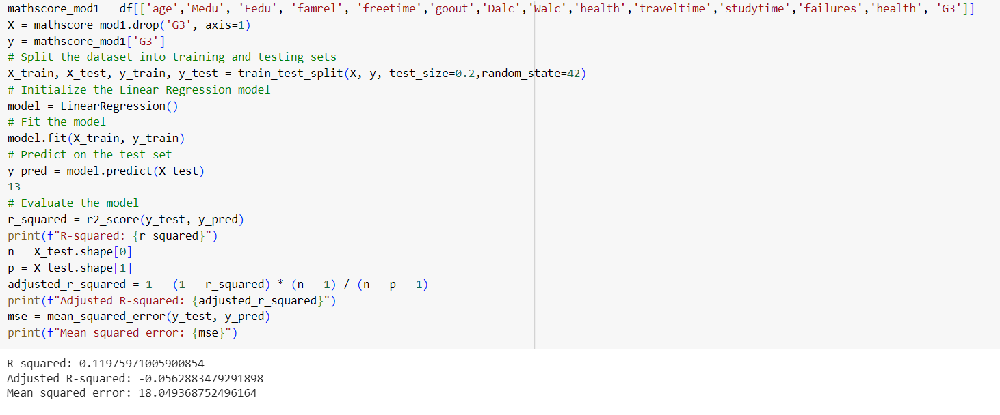 mathscore_mod1 = df[['age','Medu', 'Fedu', 'famrel', 'freetime','goout','Dalc','Walc','health','traveltime','studytime','failures','health', 'G3']]
X = mathscore_mod1.drop('G3', axis=1)
y = mathscore_mod1['G3']
# Split the dataset into training and testing sets
X_train, X_test, y_train, y_test = train_test_split(X, y, test_size=0.2,random_state=42)
# Initialize the Linear Regression model
model = LinearRegression()
# Fit the model
model.fit(X_train, y_train)
# Predict on the test set
y_pred = model.predict(X_test)
13
# Evaluate the model
r_squared = r2_score(y_test, y_pred)
print(f"R-squared: {r_squared}")
n = X_test.shape[0]
p = X_test.shape[1]
adjusted_r_squared = 1 - (1 - r_squared) * (n - 1) / (n - p - 1)
print(f"Adjusted R-squared: {adjusted_r_squared}")
mse = mean_squared_error(y_test, y_pred)
print(f"Mean squared error: {mse}")
R-squared: 0.11975971005900854
Adjusted R-squared: -0.0562883479291898
Mean squared error: 18.049368752496164